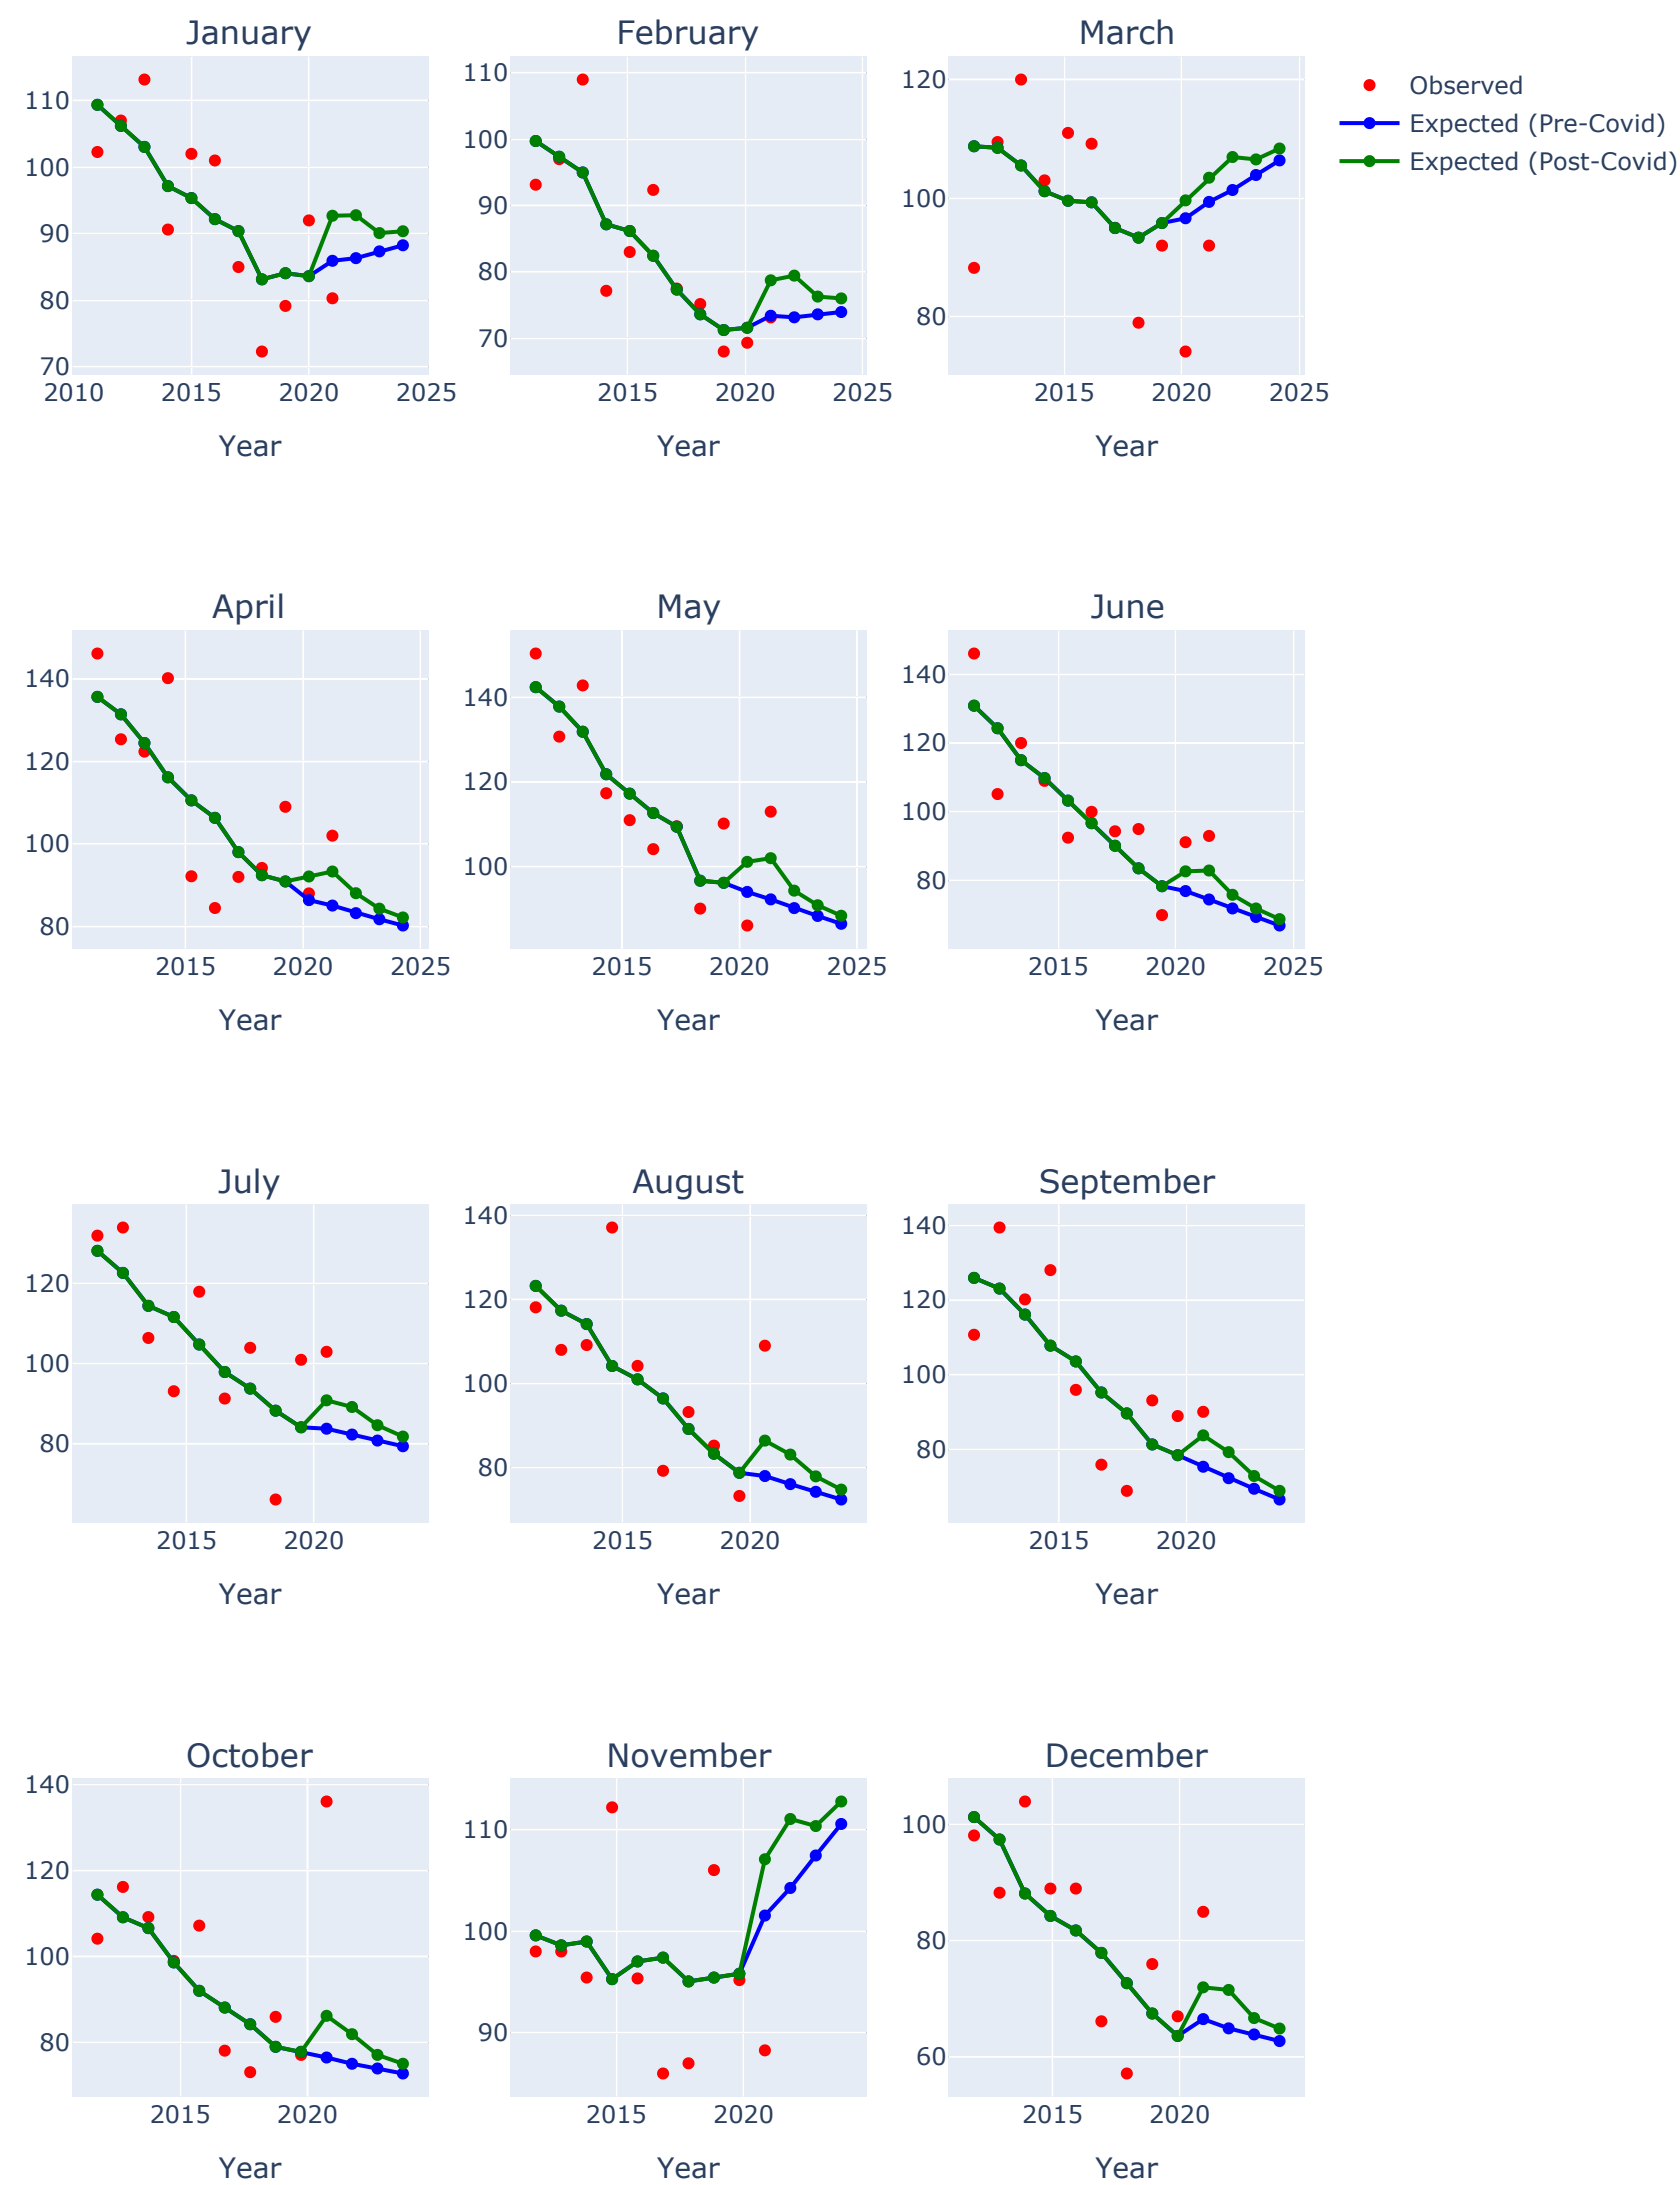 January February March
110
100
90
80
70
2010 2015 2020 2025
Year
110
100
90
80
70
2015 2020 2025
Year
120
100
80
2015 2020 2025
Year
Observed
Expected (Pre-Covid)
Expected (Post-Covid)
April May June
140
120
100
80
2015 2020 2025
Year
140
120
100
2015 2020 2025
Year
140
120
100
80
2015 2020 2025
Year
July August September
120
100
80
2015 2020
Year
140
120
100
80
2015 2020
Year
140
120
100
80
2015 2020
Year
October November December
140
120
100
80
2015 2020
Year
110
100
90
2015 2020
Year
100
80
60
2015 2020
Year